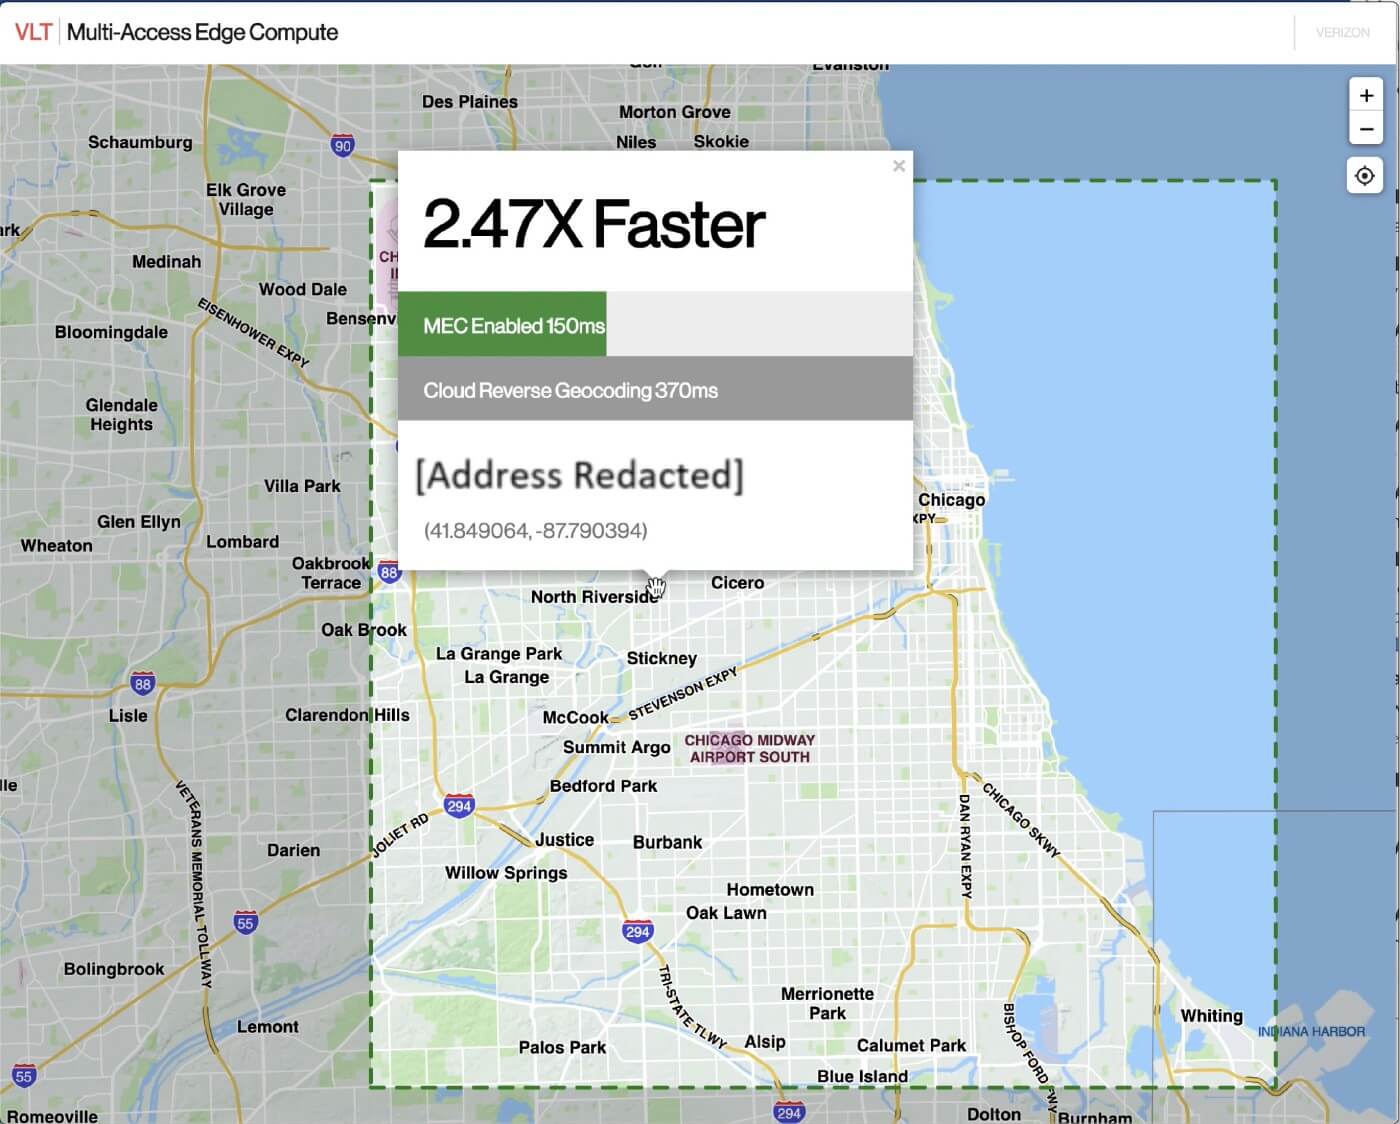 VLT Multi-Access Edge Compute
VERIZON
Evanston
Des Plaines
Morton Grove
Niles
Skokie
Schaumburg
90
Elk Grove
Village
Medinah
Wood Dale
Bensenv
EISENHOWER EXPY
Bloomingdale
+
−
×
2.47X Faster
MEC Enabled 150ms
Cloud Reverse Geocoding 370ms
[Address Redacted]
(41.849064, -87.790394)
Glendale
Heights
Villa Park
Glen Ellyn
Wheaton
Lombard
Chicago
XPY
Oakbrook
Terrace
88
Cicero
North Riverside
Oak Brook
La Grange Park
La Grange
Stickney
STEVENSON EXPY
88
Lisle
Clarendon Hills
McCook
Summit Argo
CHICAGO MIDWAY
AIRPORT SOUTH
Bedford Park
294
JOLIET RD
VETERANS MEMORIAL TOLLWAY
Darien
Justice
Burbank
Willow Springs
DAN RYAN EXPY
CHICAGO SKWY
Hometown
Oak Lawn
55
294
Bolingbrook
TRI-STATE TLWY
Merrionette
Park
BISHOP FORD FWY
Whiting
INDIANA HARBOR
Lemont
Palos Park
Alsip
Calumet Park
Blue Island
55
Romeoville
294
Dolton
Burnham